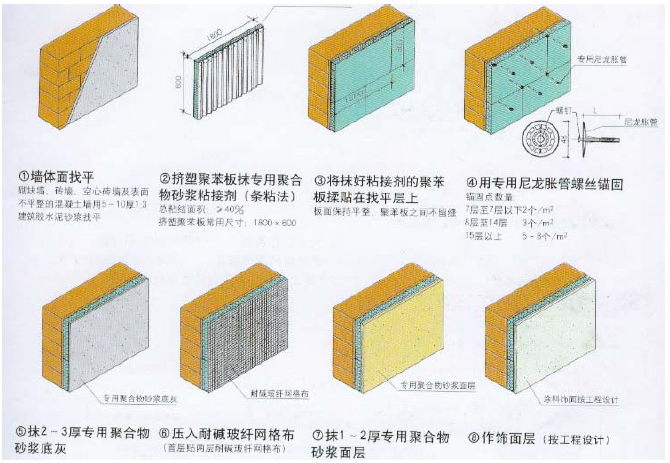 1800
600
专用尼龙胀管
螺钉
L
尼龙胀管
①墙体面找平
砌块墙、砖墙、空心砖墙及表面
不平整的混凝土墙用5~10厚1:3
建筑胶水泥砂浆找平
②挤塑聚苯板抹专用聚合
物砂浆粘接剂（条粘法）
总粘结面积 ≥40%
挤塑聚苯板常用尺寸：1800×600
③将抹好粘接剂的聚苯
板揉贴在找平层上
板面保持平整、聚苯板之间不留缝
④用专用尼龙胀管螺丝锚固
锚固点数量:
7层至7层以下2个/m²
8层至14层 3个/m²
15层以上 5~8个/m²
专用聚合物砂浆底灰
耐碱玻纤网格布
专用聚合物砂浆面层
涂料饰面按工程设计
⑤抹2~3厚专用聚合物
砂浆底灰
⑥压入耐碱玻纤网格布
（首层贴两层耐碱玻纤网格布）
⑦抹1~2厚专用聚合物
砂浆面层
⑧作饰面层（按工程设计）